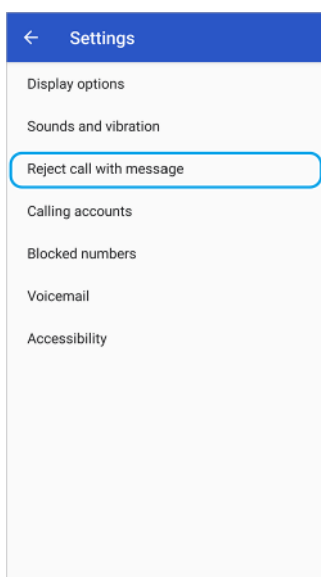 Settings
Display options
Sounds and vibration
Reject call with message
Calling accounts
Blocked numbers
Voicemail
Accessibility